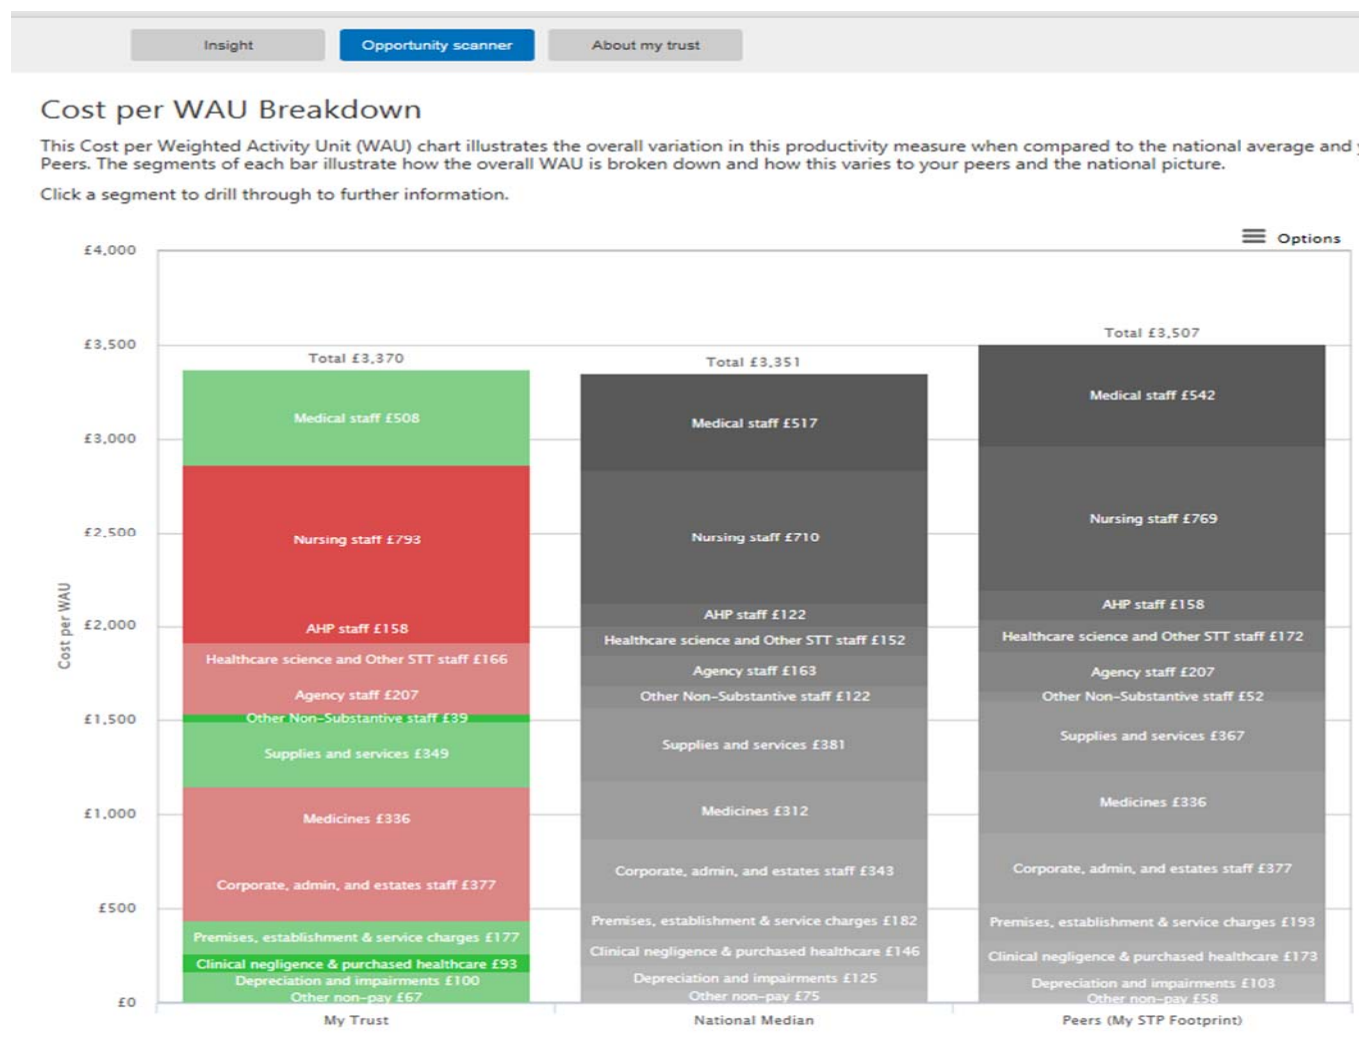 Insight
Opportunity scanner
About my trust
Cost per WAU Breakdown
This Cost per Weighted Activity Unit (WAU) chart illustrates the overall variation in this productivity measure when compared to the national average and
Peers. The segments of each bar illustrate how the overall WAU is broken down and how this varies to your peers and the national picture.
Click a segment to drill through to further information.
Options
£4,000
£3,500
£3,000
£2,500
£2,000
£1,500
£1,000
£500
£0
Cost per WAU
Total £3,370
Medical staff £508
Nursing staff £793
AHP staff £158
Healthcare science and Other STT staff £166
Agency staff £207
Other Non-Substantive staff £39
Supplies and services £349
Medicines £336
Corporate, admin, and estates staff £377
Premises, establishment & service charges £177
Clinical negligence & purchased healthcare £93
Depreciation and impairments £100
Other non-pay £67
My Trust
Total £3,351
Medical staff £517
Nursing staff £710
AHP staff £122
Healthcare science and Other STT staff £152
Agency staff £163
Other Non-Substantive staff £122
Supplies and services £381
Medicines £312
Corporate, admin, and estates staff £343
Premises, establishment & service charges £182
Clinical negligence & purchased healthcare £146
Depreciation and impairments £125
Other non-pay £75
National Median
Total £3,507
Medical staff £542
Nursing staff £769
AHP staff £158
Healthcare science and Other STT staff £172
Agency staff £207
Other Non-Substantive staff £52
Supplies and services £367
Medicines £336
Corporate, admin, and estates staff £377
Premises, establishment & service charges £193
Clinical negligence & purchased healthcare £173
Depreciation and impairments £103
Other non-pay £58
Peers (My STP Footprint)